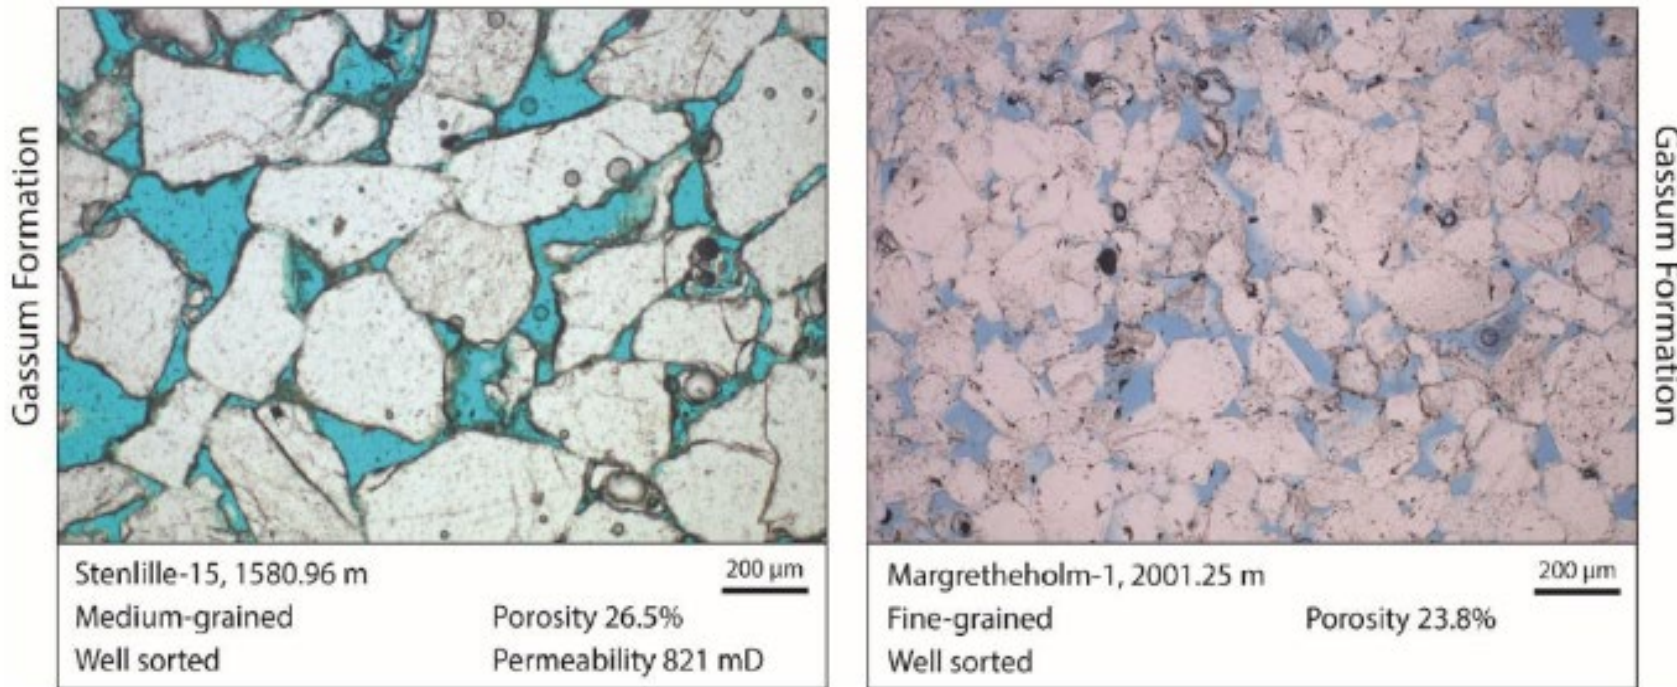 Gassum Formation
Stenlille-15, 1580.96 m
200 µm
Medium-grained
Porosity 26.5%
Well sorted
Permeability 821 mD
Margretheholm-1, 2001.25 m
200 µm
Fine-grained
Porosity 23.8%
Well sorted
Gassum Formation